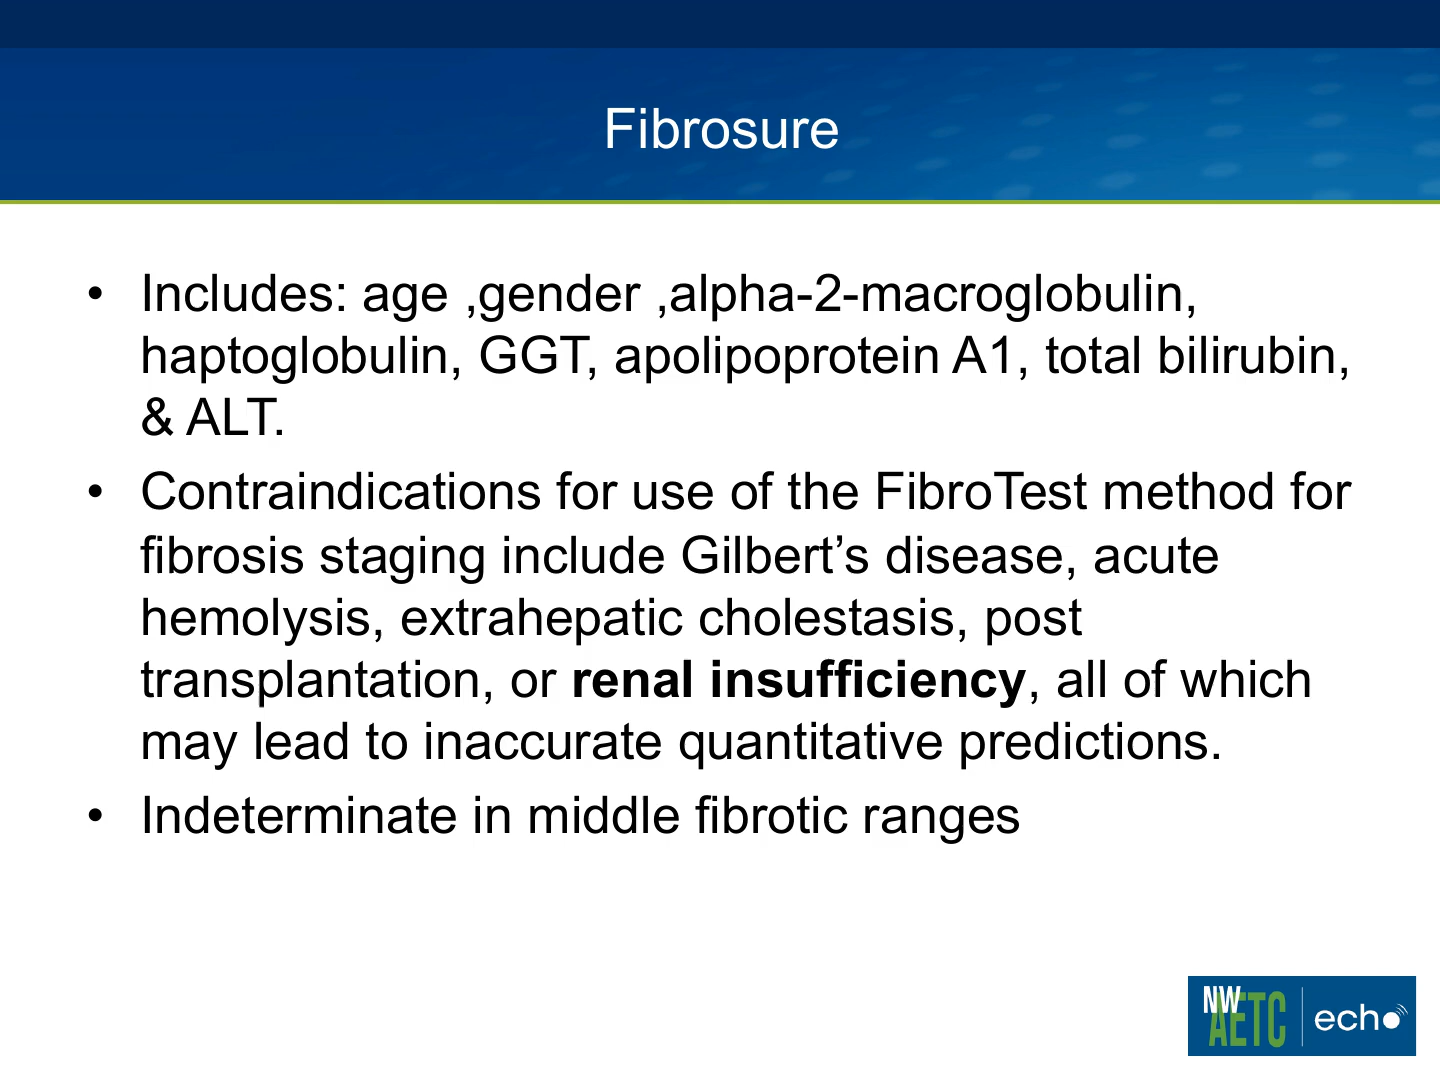 Fibrosure
• Includes: age ,gender ,alpha-2-macroglobulin,
haptoglobulin, GGT, apolipoprotein A1, total bilirubin,
& ALT.
• Contraindications for use of the FibroTest method for
fibrosis staging include Gilbert’s disease, acute
hemolysis, extrahepatic cholestasis, post
transplantation, or renal insufficiency, all of which
may lead to inaccurate quantitative predictions.
• Indeterminate in middle fibrotic ranges
NW
AETC
echo